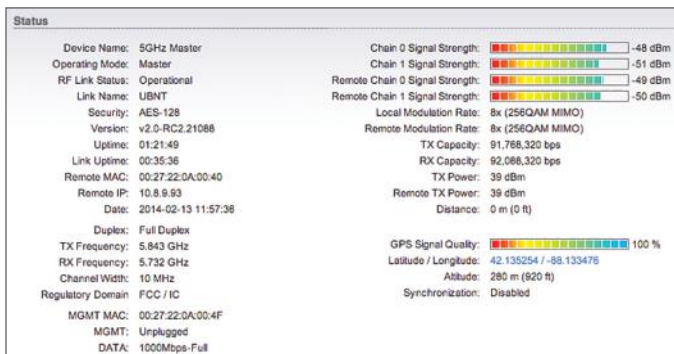 Status
Device Name: 5GHz Master
Operating Mode: Master
RF Link Status: Operational
Link Name: UBNT
Security: AES-128
Version: v2.0-RC2.21088
Uptime: 01:21:49
Link Uptime: 00:35:36
Remote MAC: 00:27:22:0A:00:40
Remote IP: 10.8.9.93
Date: 2014-02-13 11:57:36
Duplex: Full Duplex
TX Frequency: 5.843 GHz
RX Frequency: 5.732 GHz
Channel Width: 10 MHz
Regulatory Domain FCC / IC
MGMT MAC: 00:27:22:0A:00:4F
MGMT: Unplugged
DATA: 1000Mbps-Full
Chain 0 Signal Strength: -48 dBm
Chain 1 Signal Strength: -51 dBm
Remote Chain 0 Signal Strength: -49 dBm
Remote Chain 1 Signal Strength: -50 dBm
Local Modulation Rate: 8x (256QAM MIMO)
Remote Modulation Rate: 8x (256QAM MIMO)
TX Capacity: 91,768,320 bps
RX Capacity: 92,088,320 bps
TX Power: 39 dBm
Remote TX Power: 39 dBm
Distance: 0 m (0 ft)
GPS Signal Quality: 100 %
Latitude / Longitude: 42.135254 / -88.133476
Altitude: 280 m (920 ft)
Synchronization: Disabled